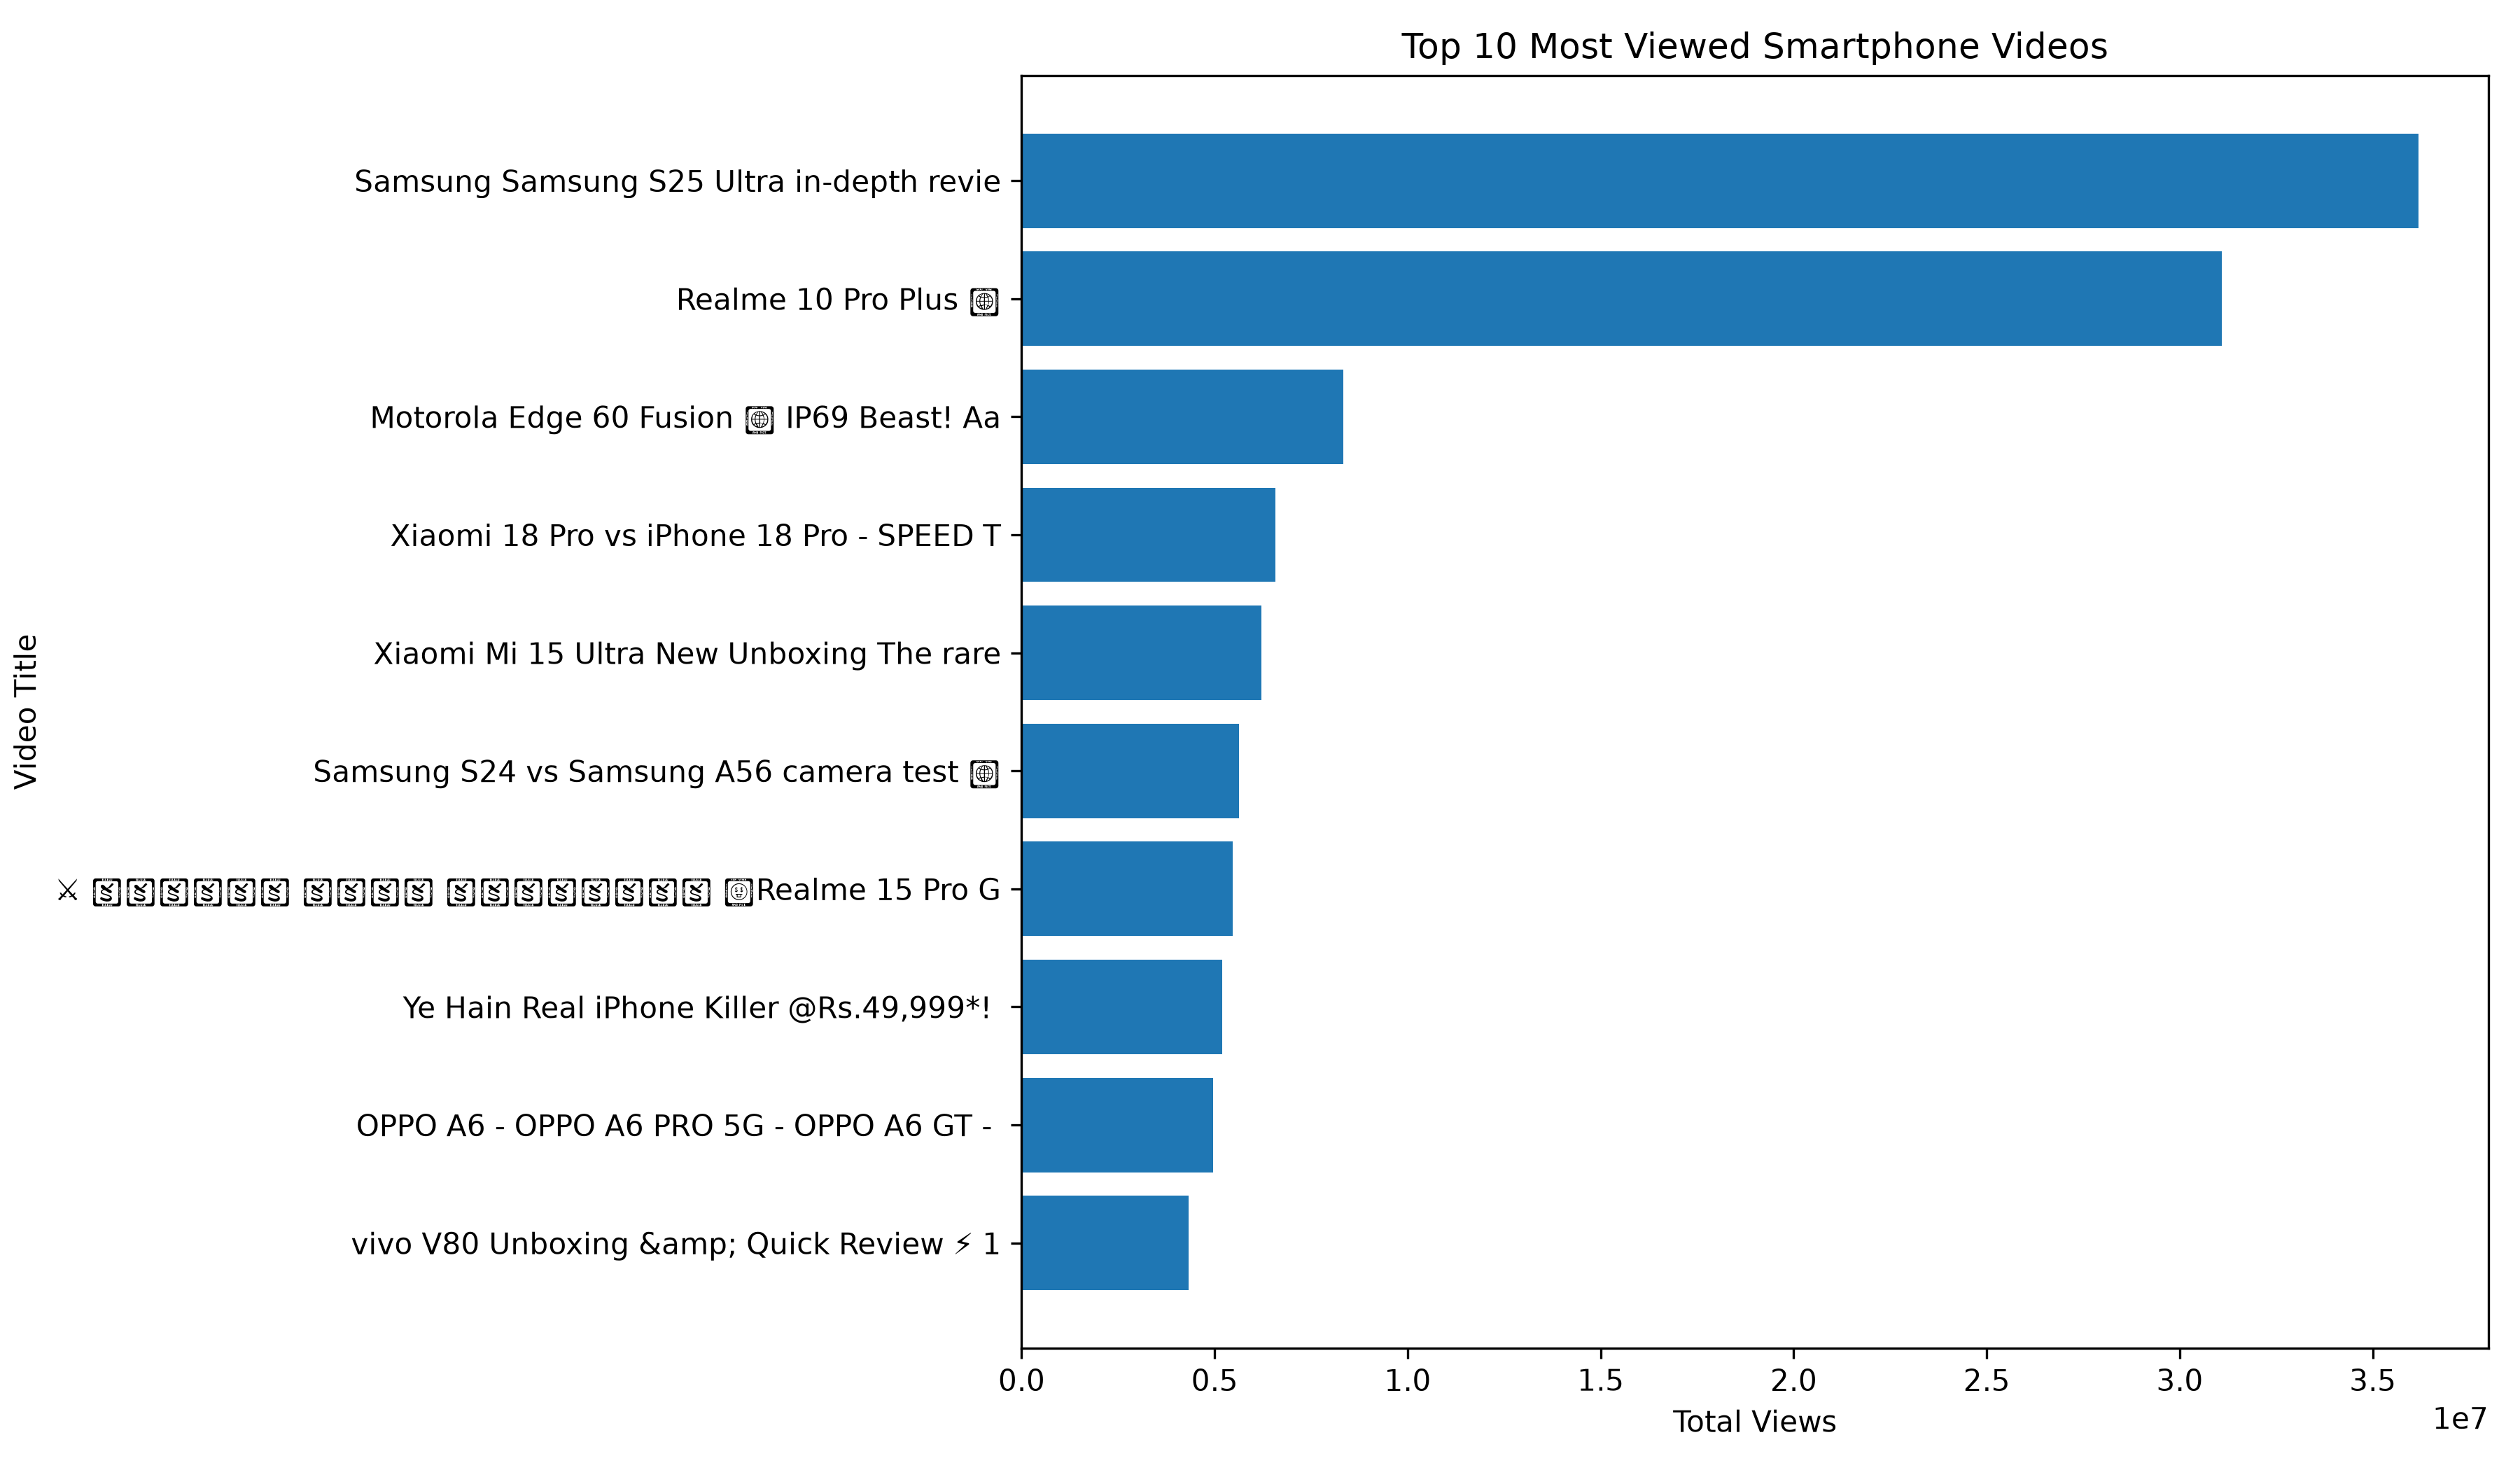 Top 10 Most Viewed Smartphone Videos
Samsung Samsung S25 Ultra in-depth revie
Realme 10 Pro Plus
Motorola Edge 60 Fusion IP69 Beast! Aa
Xiaomi 18 Pro vs iPhone 18 Pro - SPEED T
Xiaomi Mi 15 Ultra New Unboxing The rare
Samsung S24 vs Samsung A56 camera test
⚔ Realme 15 Pro G
Ye Hain Real iPhone Killer @Rs.49,999*!
OPPO A6 - OPPO A6 PRO 5G - OPPO A6 GT -
vivo V80 Unboxing &amp; Quick Review ⚡ 1
Video Title
0.0 0.5 1.0 1.5 2.0 2.5 3.0 3.5
1e7
Total Views